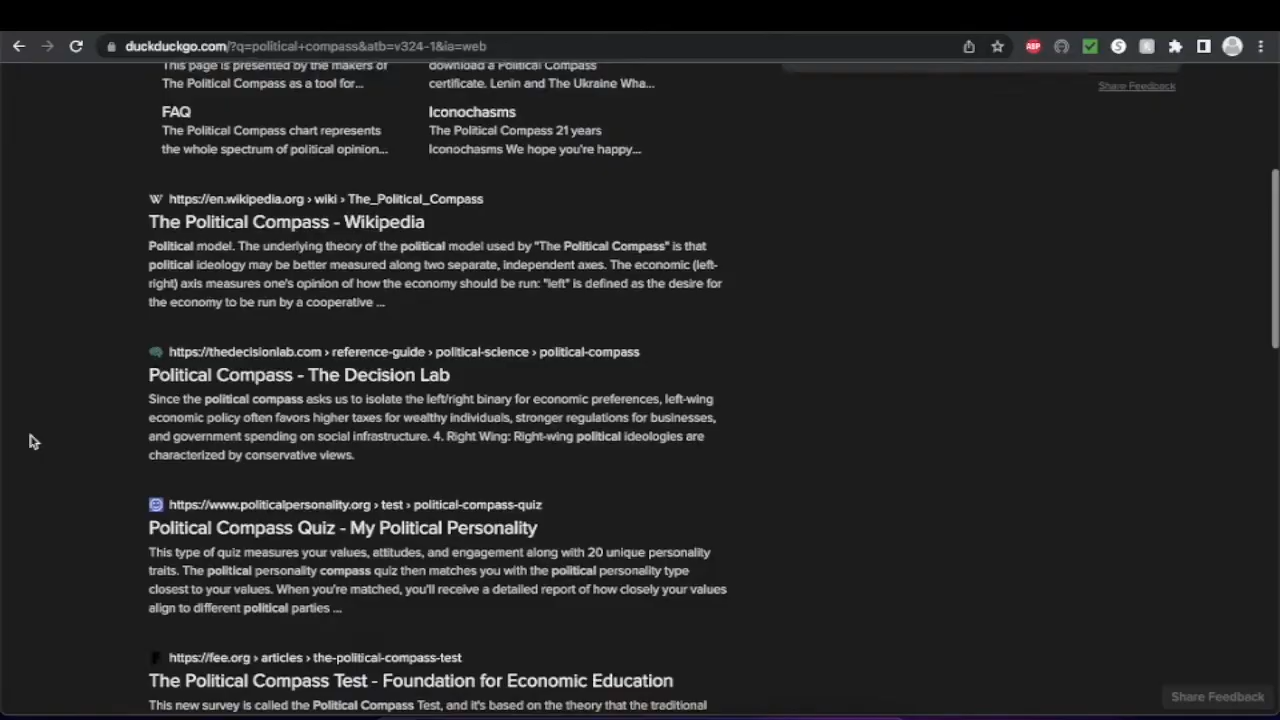 duckduckgo.com/?q=political+compass&atb=v324-1&ia=web
ABP
This page is presented by the makers of
The Political Compass as a tool for...
download a Political Compass
certificate. Lenin and The Ukraine Wha...
Share Feedback
FAQ
The Political Compass chart represents
the whole spectrum of political opinion...
Iconochasms
The Political Compass 21 years
Iconochasms We hope you're happy...
W https://en.wikipedia.org › wiki › The_Political_Compass
The Political Compass - Wikipedia
Political model. The underlying theory of the political model used by "The Political Compass" is that
political ideology may be better measured along two separate, independent axes. The economic (left-
right) axis measures one's opinion of how the economy should be run: "left" is defined as the desire for
the economy to be run by a cooperative ...
https://thedecisionlab.com › reference-guide › political-science › political-compass
Political Compass - The Decision Lab
Since the political compass asks us to isolate the left/right binary for economic preferences, left-wing
economic policy often favors higher taxes for wealthy individuals, stronger regulations for businesses,
and government spending on social infrastructure. 4. Right Wing: Right-wing political ideologies are
characterized by conservative views.
https://www.politicalpersonality.org › test › political-compass-quiz
Political Compass Quiz - My Political Personality
This type of quiz measures your values, attitudes, and engagement along with 20 unique personality
traits. The political personality compass quiz then matches you with the political personality type
closest to your values. When you're matched, you'll receive a detailed report of how closely your values
align to different political parties ...
https://fee.org › articles › the-political-compass-test
The Political Compass Test - Foundation for Economic Education
This new survey is called the Political Compass Test, and it's based on the theory that the traditional
Share Feedback